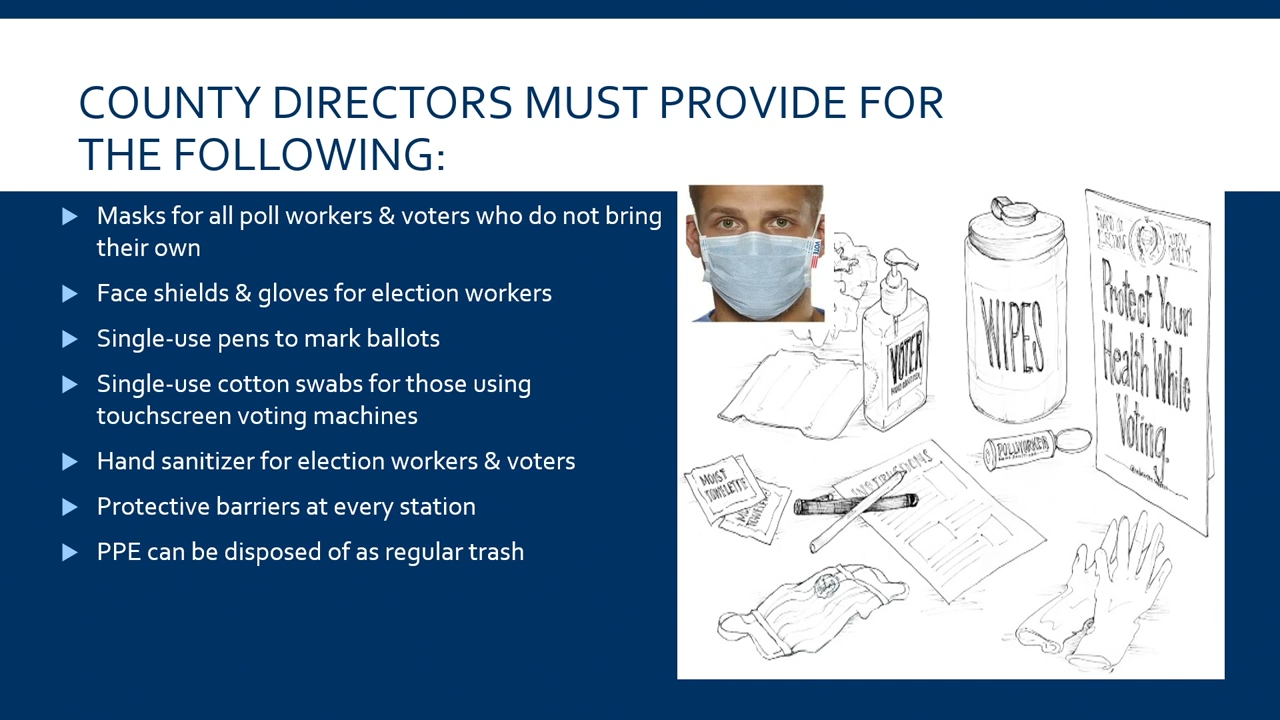 COUNTY DIRECTORS MUST PROVIDE FOR
THE FOLLOWING:
Masks for all poll workers & voters who do not bring
their own
Face shields & gloves for election workers
Single-use pens to mark ballots
Single-use cotton swabs for those using
touchscreen voting machines
Hand sanitizer for election workers & voters
Protective barriers at every station
PPE can be disposed of as regular trash
VOTE
VOTER
WIPES
Protect Your
Health While
Voting.
POLLWORKER
MOIST
TOWELETTE
INSTRUCTIONS